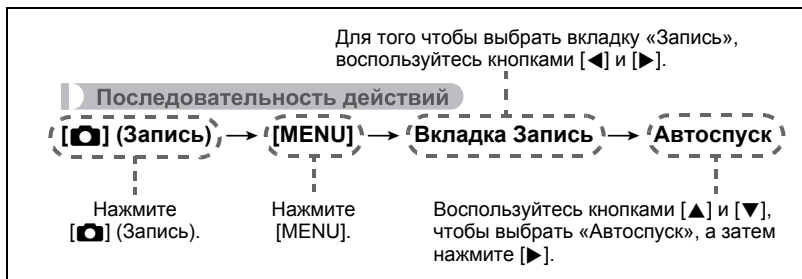 Для того чтобы выбрать вкладку «Запись»,
воспользуйтесь кнопками [◀] и [▶].
Последовательность действий
[📷] (Запись) → [MENU] → Вкладка Запись → Автоспуск
Нажмите
[📷] (Запись).
Нажмите
[MENU].
Воспользуйтесь кнопками [▲] и [▼],
чтобы выбрать «Автоспуск», а затем
нажмите [▶].